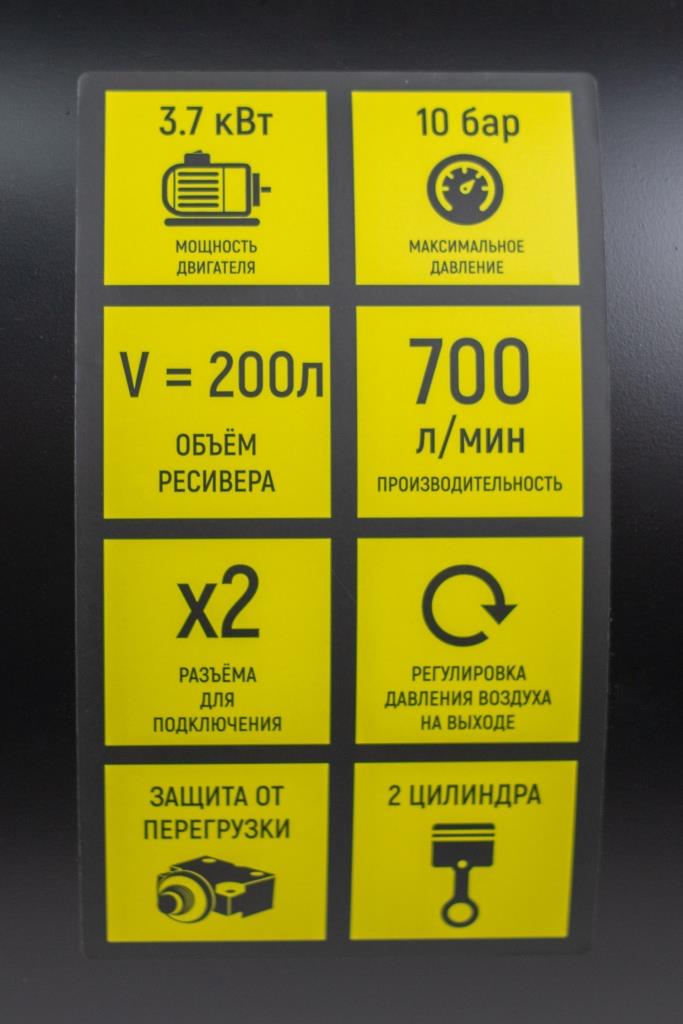 3.7 кВт
МОЩНОСТЬ
ДВИГАТЕЛЯ
10 бар
МАКСИМАЛЬНОЕ
ДАВЛЕНИЕ
V = 200л
ОБЪЁМ
РЕСИВЕРА
700
л/мин
ПРОИЗВОДИТЕЛЬНОСТЬ
х2
РАЗЪЁМА
ДЛЯ
ПОДКЛЮЧЕНИЯ
РЕГУЛИРОВКА
ДАВЛЕНИЯ ВОЗДУХА
НА ВЫХОДЕ
ЗАЩИТА ОТ
ПЕРЕГРУЗКИ
2 ЦИЛИНДРА